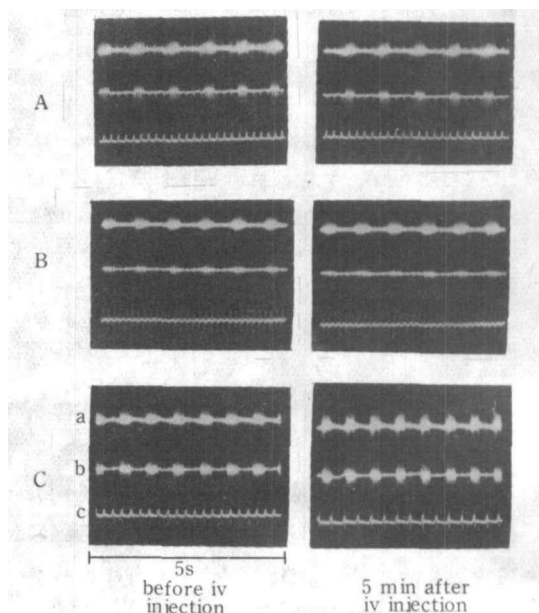 A
B
C
a
b
c
5s
before iv
injection
5 min after
iv injection